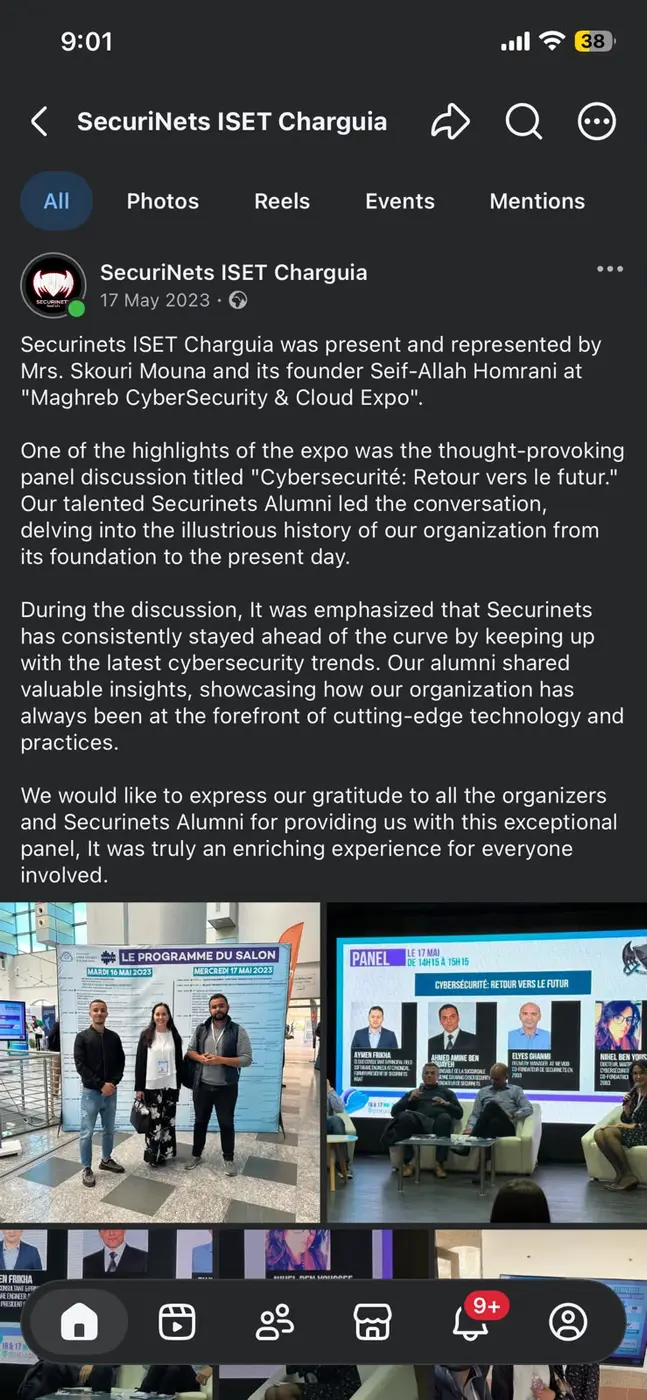 9:01
38
SecuriNets ISET Charguia
All
Photos
Reels
Events
Mentions
SecuriNets ISET Charguia
17 May 2023
Securinets ISET Charguia was present and represented by
Mrs. Skouri Mouna and its founder Seif-Allah Homrani at
"Maghreb CyberSecurity & Cloud Expo".
One of the highlights of the expo was the thought-provoking
panel discussion titled "Cybersecurité: Retour vers le futur."
Our talented Securinets Alumni led the conversation,
delving into the illustrious history of our organization from
its foundation to the present day.
During the discussion, It was emphasized that Securinets
has consistently stayed ahead of the curve by keeping up
with the latest cybersecurity trends. Our alumni shared
valuable insights, showcasing how our organization has
always been at the forefront of cutting-edge technology and
practices.
We would like to express our gratitude to all the organizers
and Securinets Alumni for providing us with this exceptional
panel, It was truly an enriching experience for everyone
involved.
LE PROGRAMME DU SALON
MARDI 16 MAI 2023
MERCREDI 17 MAI 2023
PANEL
LE 17 MAI
DE 14H15 À 15H15
CYBERSÉCURITÉ: RETOUR VERS LE FUTUR
AYMEN FRIKHA
AHMED AMINE BEN
ELYES GHANMI
NIHEL BEN
EN FRIKHA
9+